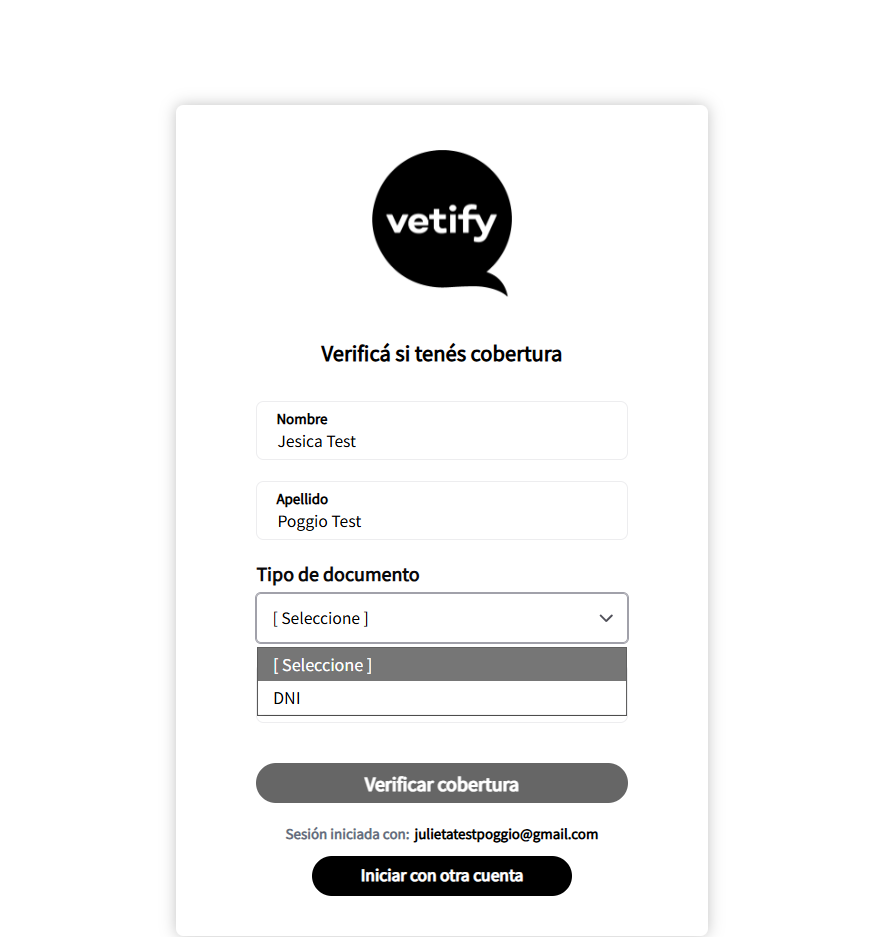 vetify
Verificá si tenés cobertura
Nombre
Jesica Test
Apellido
Poggio Test
Tipo de documento
[ Seleccione ]
[ Seleccione ]
DNI
Verificar cobertura
Sesión iniciada con: julietatestpoggio@gmail.com
Iniciar con otra cuenta